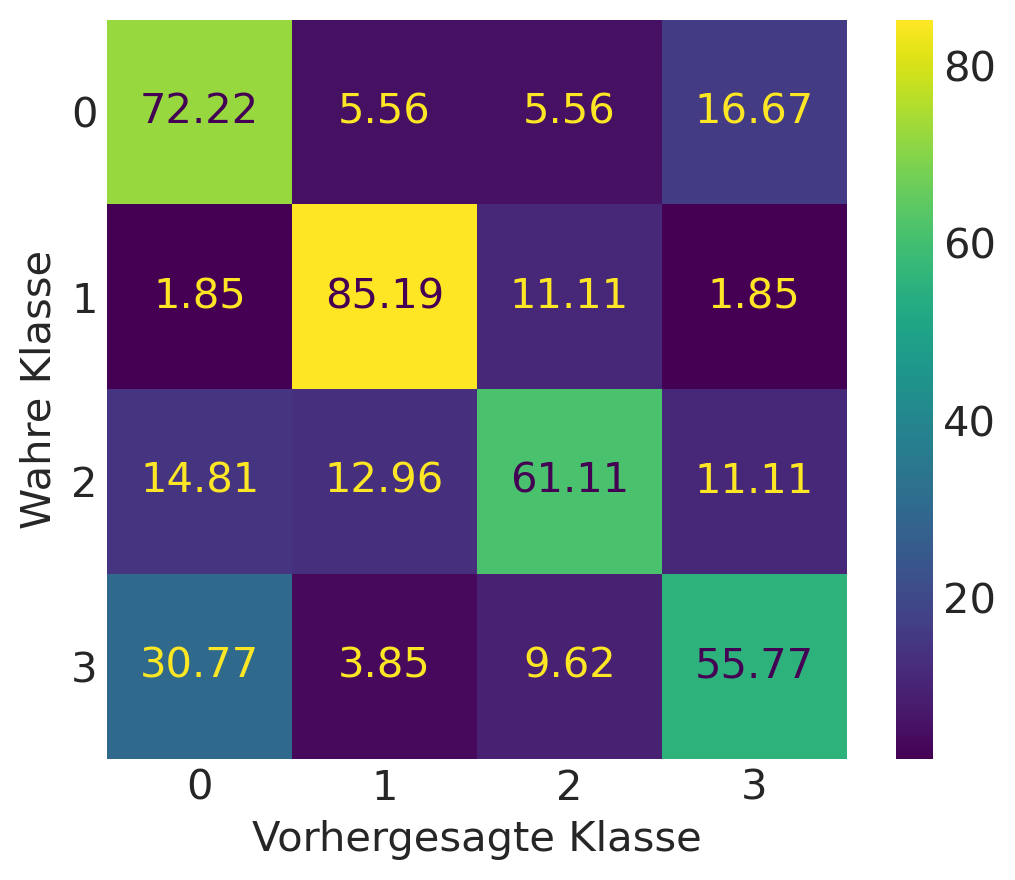 0 72.22 5.56 5.56 16.67
1 1.85 85.19 11.11 1.85
2 14.81 12.96 61.11 11.11
3 30.77 3.85 9.62 55.77
0 1 2 3
Vorhergesagte Klasse
Wahre Klasse
80
60
40
20